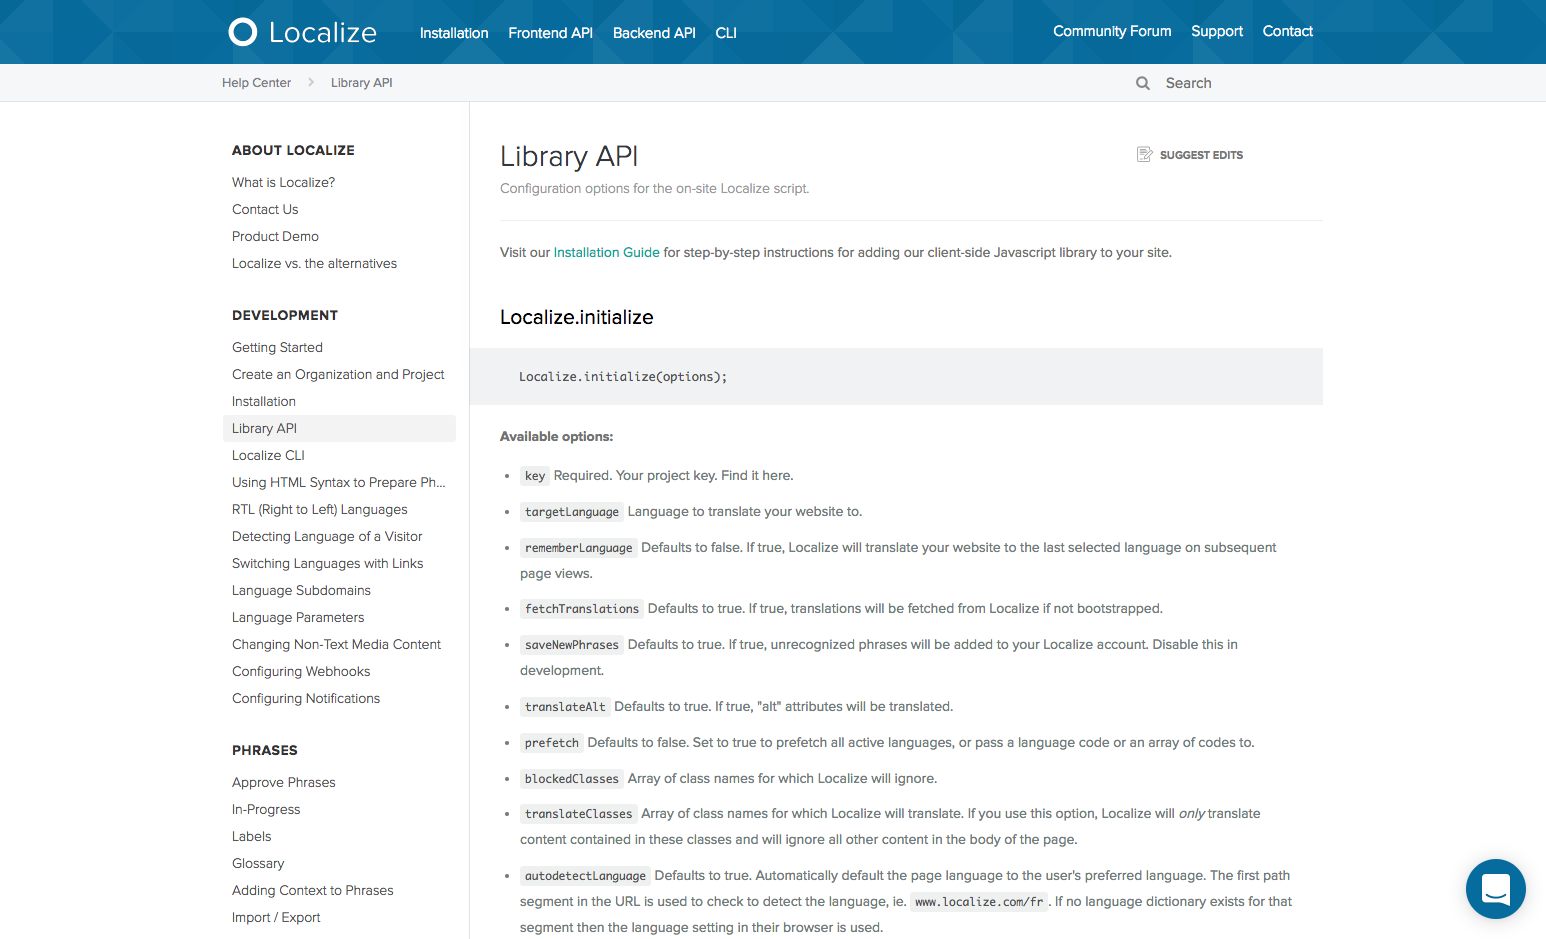 Localize
Installation
Frontend API
Backend API
CLI
Community Forum
Support
Contact
Help Center
Library API
Search
ABOUT LOCALIZE
What is Localize?
Contact Us
Product Demo
Localize vs. the alternatives
DEVELOPMENT
Getting Started
Create an Organization and Project
Installation
Library API
Localize CLI
Using HTML Syntax to Prepare Ph...
RTL (Right to Left) Languages
Detecting Language of a Visitor
Switching Languages with Links
Language Subdomains
Language Parameters
Changing Non-Text Media Content
Configuring Webhooks
Configuring Notifications
PHRASES
Approve Phrases
In-Progress
Labels
Glossary
Adding Context to Phrases
Import / Export
Library API
SUGGEST EDITS
Configuration options for the on-site Localize script.
Visit our Installation Guide for step-by-step instructions for adding our client-side Javascript library to your site.
Localize.initialize
Localize.initialize(options);
Available options:
• key Required. Your project key. Find it here.
• targetLanguage Language to translate your website to.
• rememberLanguage Defaults to false. If true, Localize will translate your website to the last selected language on subsequent
page views.
• fetchTranslations Defaults to true. If true, translations will be fetched from Localize if not bootstrapped.
• saveNewPhrases Defaults to true. If true, unrecognized phrases will be added to your Localize account. Disable this in
development.
• translateAlt Defaults to true. If true, "alt" attributes will be translated.
• prefetch Defaults to false. Set to true to prefetch all active languages, or pass a language code or an array of codes to.
• blockedClasses Array of class names for which Localize will ignore.
• translateClasses Array of class names for which Localize will translate. If you use this option, Localize will only translate
content contained in these classes and will ignore all other content in the body of the page.
• autodetectLanguage Defaults to true. Automatically default the page language to the user's preferred language. The first path
segment in the URL is used to check to detect the language, ie. www.localize.com/fr. If no language dictionary exists for that
segment then the language setting in their browser is used.